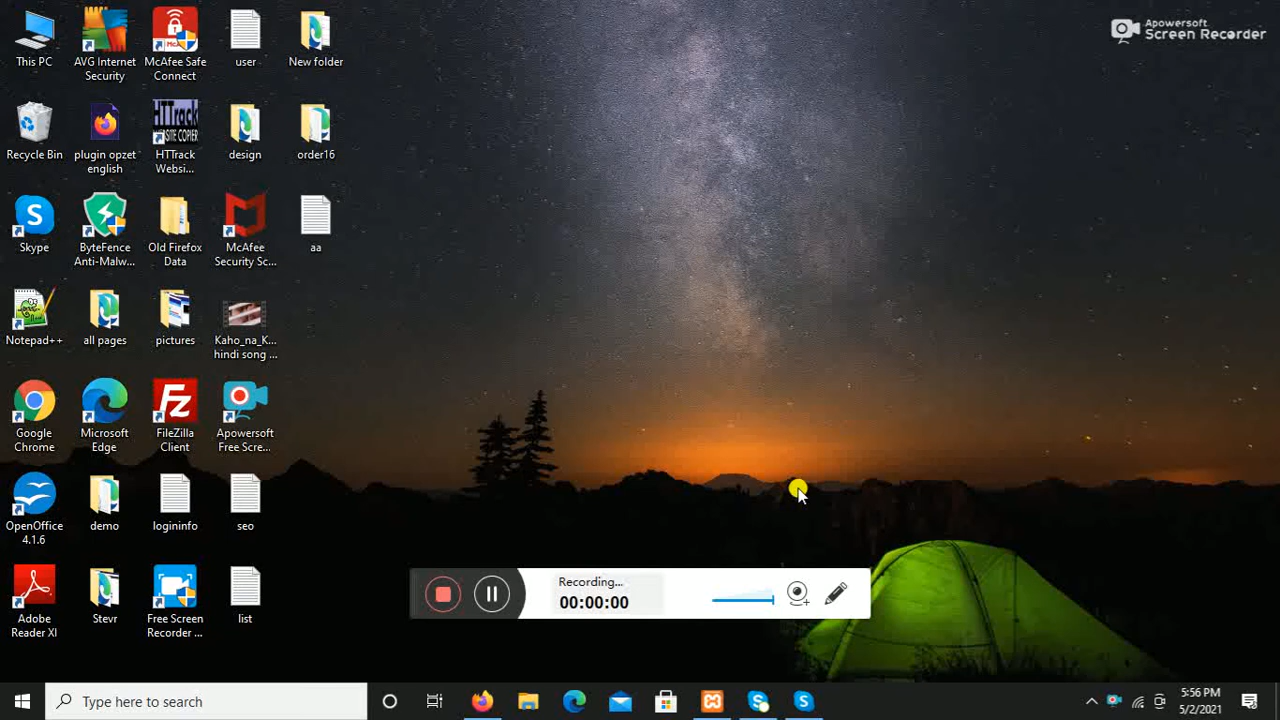 Apowersoft
Screen Recorder
This PC
AVG Internet
Security
McAfee Safe
Connect
user
New folder
Recycle Bin
plugin opzet
english
HTTrack
WEBSITE COPIER
HTTrack
Websi...
design
order16
Skype
ByteFence
Anti-Malw...
Old Firefox
Data
McAfee
Security Sc...
aa
Notepad++
all pages
pictures
Kaho_na_K...
hindi song ...
Google
Chrome
Microsoft
Edge
FileZilla
Client
Apowersoft
Free Scre...
OpenOffice
4.1.6
demo
logininfo
seo
Adobe
Reader XI
Stevr
Free Screen
Recorder ...
list
Recording...
00:00:00
Type here to search
5:56 PM
5/2/2021